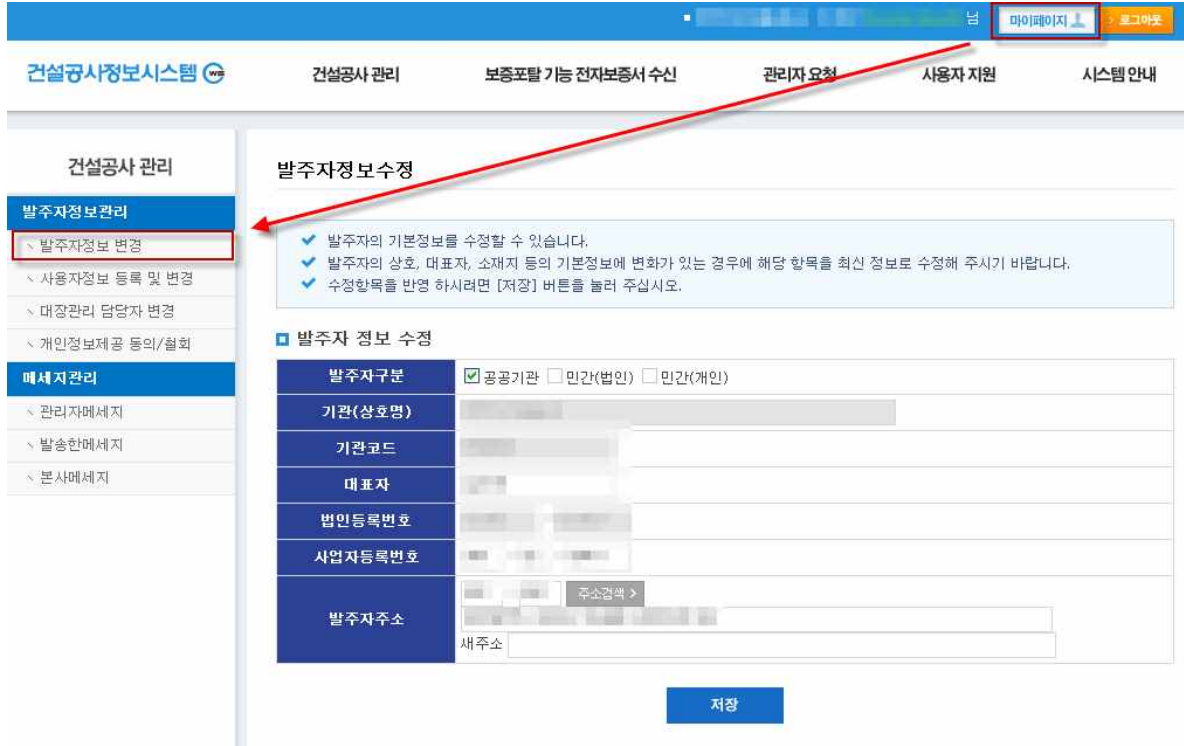 님 마이페이지 > 로그아웃
건설공사정보시스템
건설공사 관리 보증포탈 기능 전자보증서 수신 관리자 요청 사용자 지원 시스템 안내
건설공사 관리
발주자정보관리
발주자정보 변경
사용자정보 등록 및 변경
대장관리 담당자 변경
개인정보제공 동의/철회
메세지관리
관리자메세지
발송한메세지
본사메세지
발주자정보수정
발주자의 기본정보를 수정할 수 있습니다.
발주자의 상호, 대표자, 소재지 등의 기본정보에 변화가 있는 경우에 해당 항목을 최신 정보로 수정해 주시기 바랍니다.
수정항목을 반영 하시려면 [저장] 버튼을 눌러 주십시오.
발주자 정보 수정
발주자구분 공공기관 민간(법인) 민간(개인)
기관(상호명)
기관코드
대표자
법인등록번호
사업자등록번호
발주자주소 주소검색 >
새주소
저장